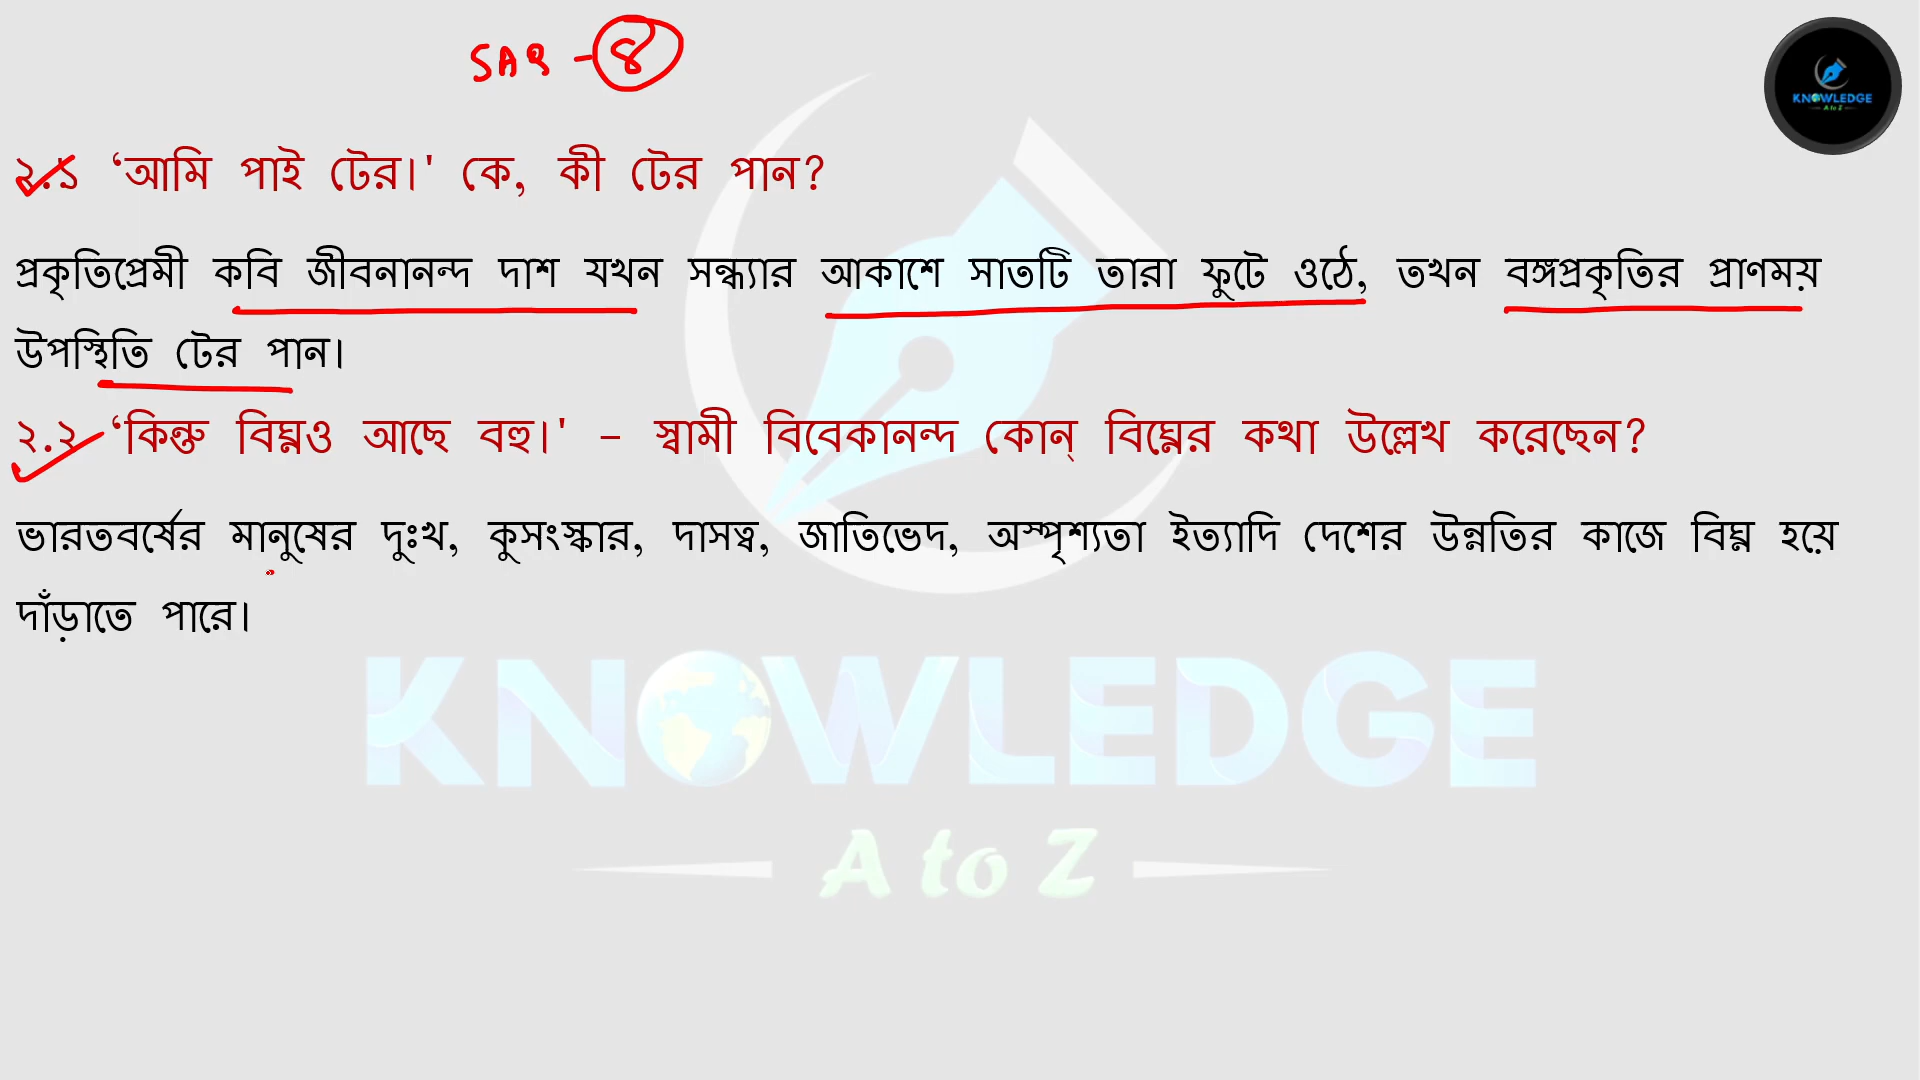 SAQ - 8
KNOWLEDGE
A to Z
২.১ ‘আমি পাই টের।' কে, কী টের পান?
প্রকৃতিপ্রেমী কবি জীবনানন্দ দাশ যখন সন্ধ্যার আকাশে সাতটি তারা ফুটে ওঠে, তখন বঙ্গপ্রকৃতির প্রাণময়
উপস্থিতি টের পান।
২.২ ‘কিন্তু বিঘ্নও আছে বহু।' – স্বামী বিবেকানন্দ কোন্ বিঘ্নের কথা উল্লেখ করেছেন?
ভারতবর্ষের মানুষের দুঃখ, কুসংস্কার, দাসত্ব, জাতিভেদ, অস্পৃশ্যতা ইত্যাদি দেশের উন্নতির কাজে বিঘ্ন হয়ে
দাঁড়াতে পারে।
KNOWLEDGE
A to Z